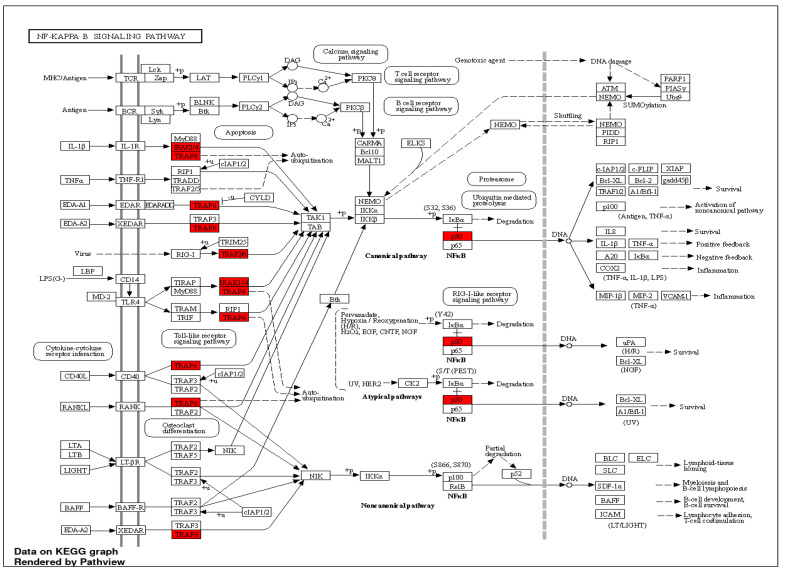 NF-KAPPA B SIGNALING PATHWAY
Calcium signaling
pathway
Genotoxic agent
DNA damage
DAG
Lck
Zap
+p
MHC/Antigen
TCR
LAT
PLCγ1
IP3
Ca2+
PKCθ
T cell receptor
signaling pathway
ATM
NEMO
PARP1
PIASy
Ubc9
SUMOylation
Antigen
BCR
Syk
Lyn
+p
BLNK
Btk
PLCγ2
DAG
IP3
Ca2+
PKCβ
B cell receptor
signaling pathway
+p
+p
Shuttling
Apoptosis
NEMO
NEMO
PIDD
RIP1
IL-1β
IL-1R
MyD88
IRAK1/4
TRAF6
Auto-
ubiquitination
CARMA
Bcl10
MALT1
ELKS
TNFα
TNF-R1
RIP1
TRADD
TRAF2/5
+u
cIAP1/2
Proteasome
Ubiquitin mediated
proteolysis
c-IAP1/2
c-FLIP
XIAP
Bcl-XL
Bcl-2
gadd45β
TRAF1/2
A1/Bfl-1
Survival
EDA-A1
EDAR
EDARADD
TRAF6
-u
CYLD
NEMO
IKKα
IKKβ
(S32, S36)
+p
IκBα
Degradation
p50
p65
NFκB
p100
(Antigen, TNF-α)
Activation of
noncanonical pathway
EDA-A2
XEDAR
TRAF3
TRAF6
TAK1
TAB
+p
Canonical pathway
DNA
IL8
Survival
IL-1β
TNF-α
Positive feedback
A20
IκBα
Negative feedback
COX2
(TNF-α, IL-1β, LPS)
Inflammation
Virus
RIG-I
+u
TRIM25
TRAF6
LPS(G-)
LBP
CD14
MD-2
TLR4
TIRAP
MyD88
IRAK1/4
TRAF6
TRAM
TRIF
RIP1
TRAF6
MIP-1β
MIP-2
VCAM1
(TNF-α)
Inflammation
RIG-I-like receptor
signaling pathway
Btk
Toll-like receptor
signaling pathway
Pervanadate,
Hypoxia / Reoxygenation
(H/R),
H2O2, EOF, CNTF, NGF
+p
(Y42)
IκBα
Degradation
p50
p65
NFκB
DNA
uPA
(H/R)
Bcl-XL
(NGF)
Survival
Cytokine-cytokine
receptor interaction
CD40L
CD40
TRAF6
TRAF3
TRAF2
+u
cIAP1/2
Auto-
ubiquitination
UV, HER2
CK2
+p
(S/T (PEST))
IκBα
Degradation
p50
p65
NFκB
Atypical pathways
DNA
Bcl-XL
A1/Bfl-1
(UV)
Survival
RANKL
RANK
TRAF6
TRAF2
Osteoclast
differentiation
LTA
LTB
LIGHT
LT-βR
TRAF2
TRAF5
NIK
TRAF2
TRAF3
NIK
+p
IKKα
+p
(S866, S870)
p100
RelB
NFκB
Partial
degradation
p52
Noncanonical pathway
DNA
BLC
ELC
SLC
Lymphoid-tissue
homing
SDF-1α
Myeloiesis and
B-cell lymphopoiesis
BAFF
B-cell development,
B-cell survival
ICAM
(LT/LIGHT)
Lymphocyte adhesion,
T-cell costimulation
BAFF
BAFF-R
TRAF2
TRAF3
+u
+u
cIAP1/2
EDA-A2
XEDAR
TRAF3
TRAF6
Data on KEGG graph
Rendered by Pathview